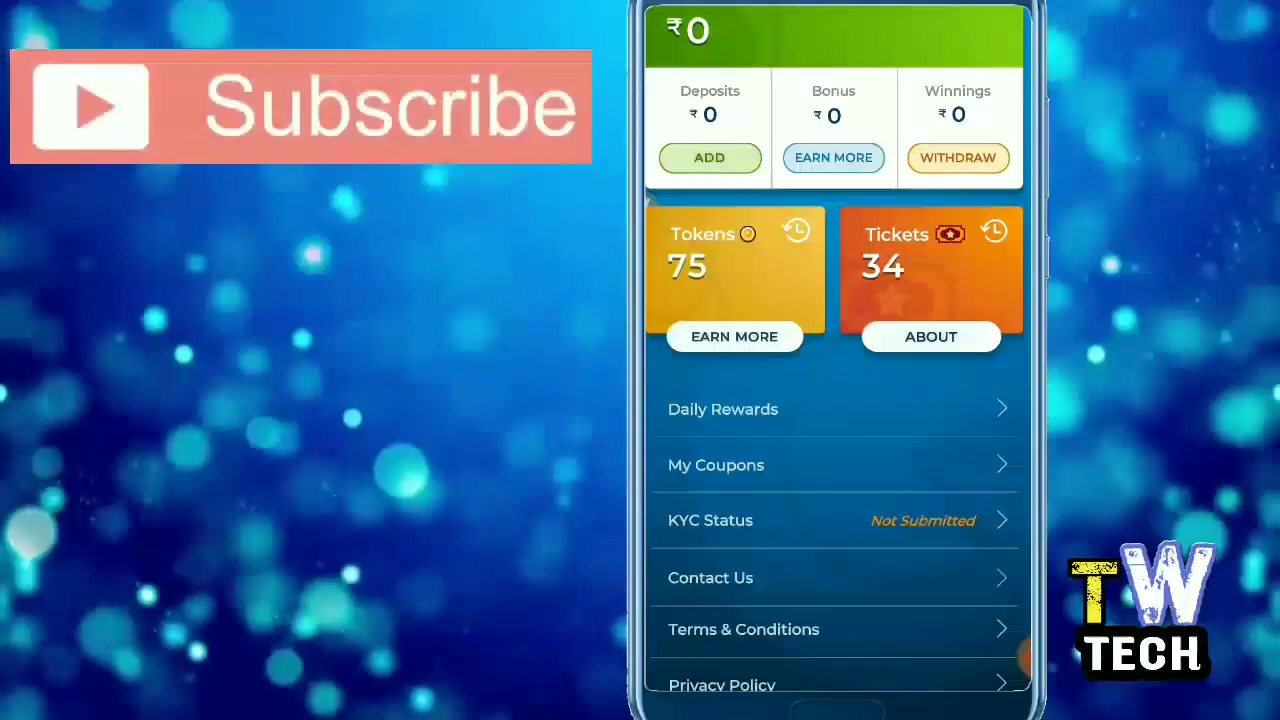 Subscribe
₹0
Deposits
₹ 0
ADD
Bonus
₹ 0
EARN MORE
Winnings
₹ 0
WITHDRAW
Tokens
75
EARN MORE
Tickets
34
ABOUT
Daily Rewards
My Coupons
KYC Status Not Submitted
Contact Us
Terms & Conditions
Privacy Policy
TW
TECH